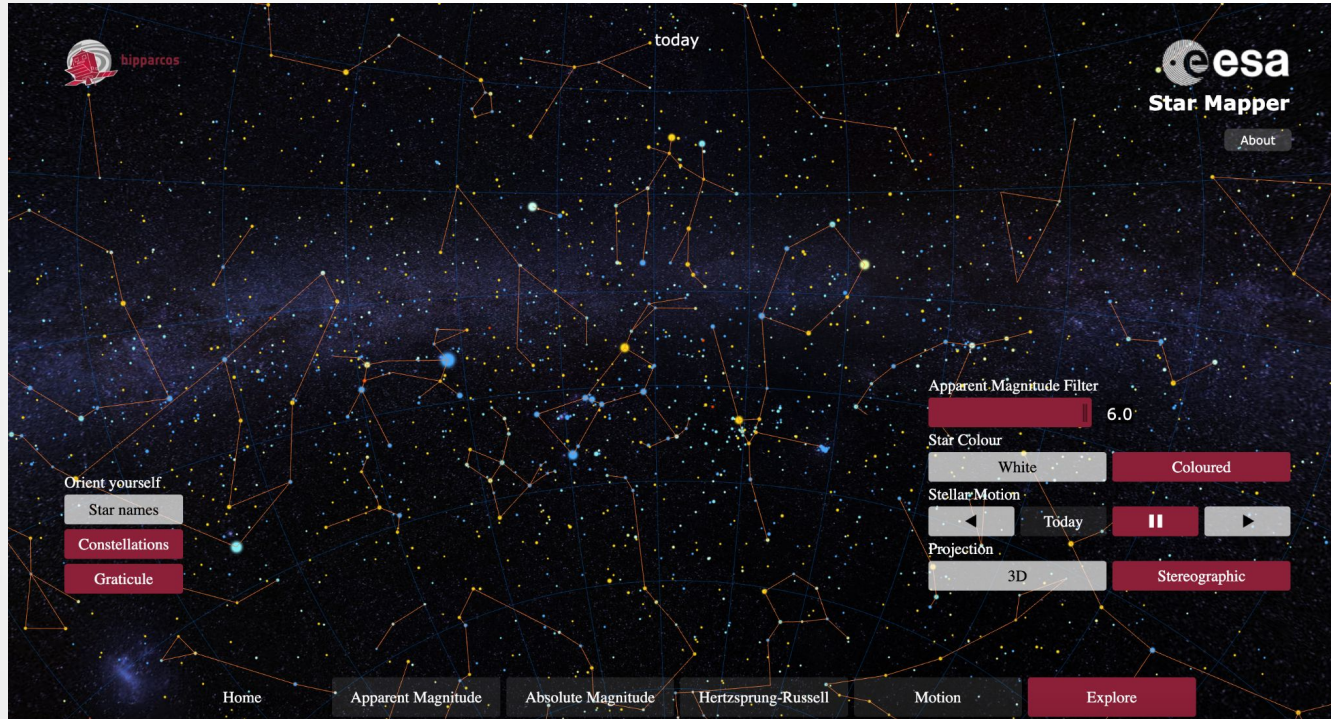 today
hipparcos
esa
Star Mapper
About
Apparent Magnitude Filter
6.0
Star Colour
White
Coloured
Stellar Motion
Today
Projection
3D
Stereographic
Orient yourself
Star names
Constellations
Graticule
Home
Apparent Magnitude
Absolute Magnitude
Hertzsprung-Russell
Motion
Explore